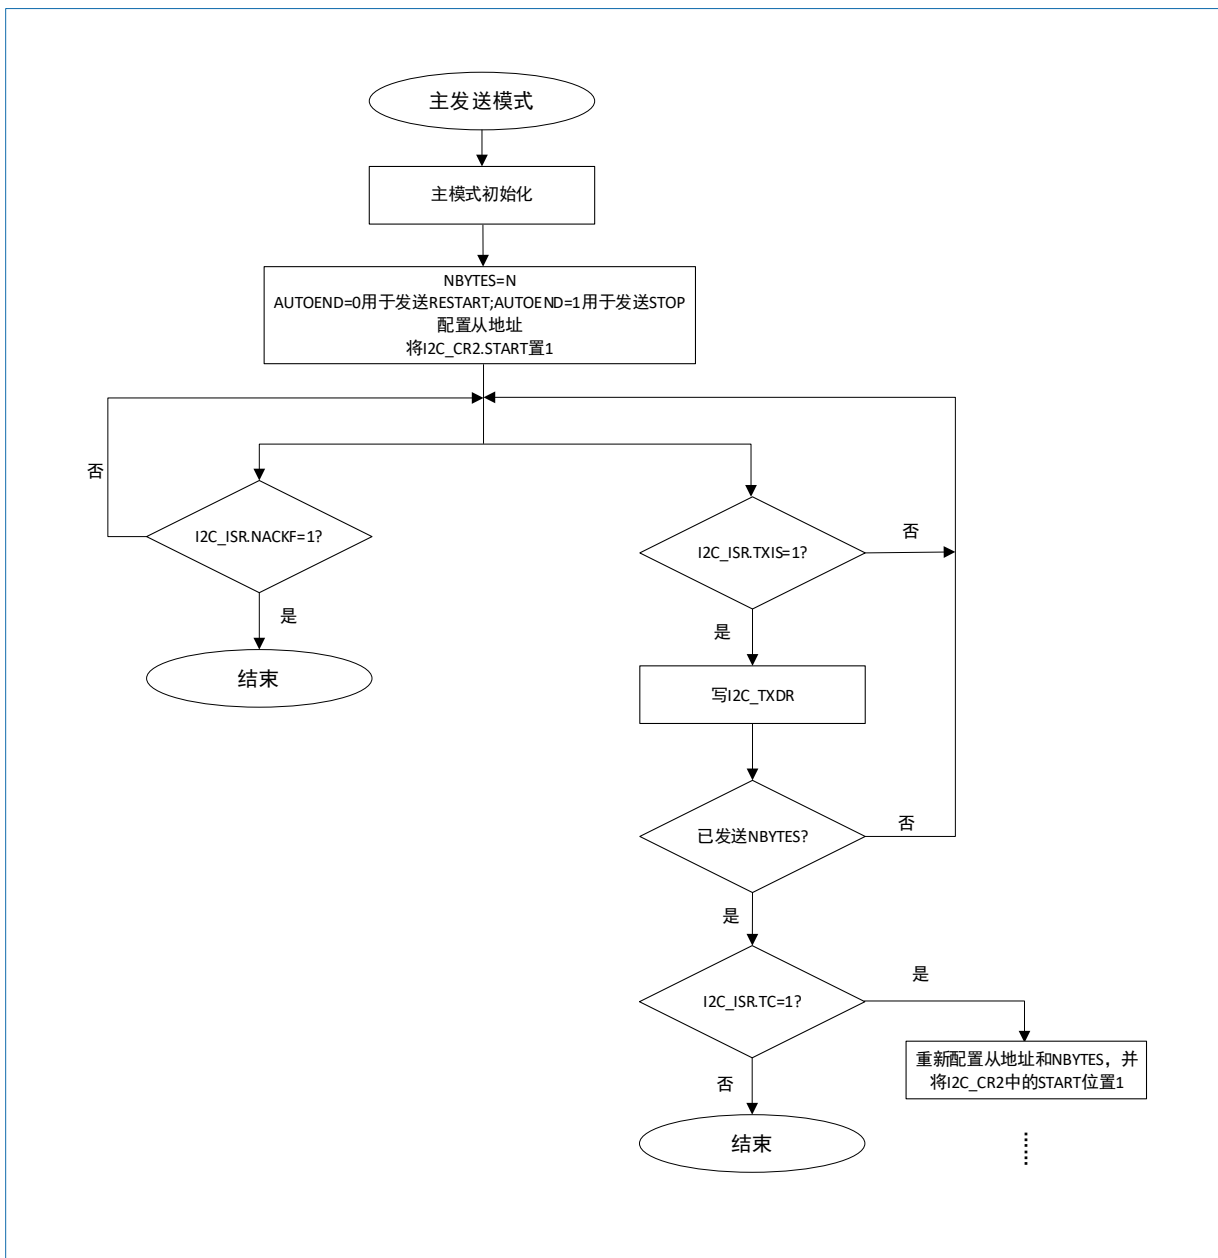 主发送模式
主模式初始化
NBYTES=N
AUTOEND=0用于发送RESTART;AUTOEND=1用于发送STOP
配置从地址
将I2C_CR2.START置1
否
I2C_ISR.NACKF=1?
是
结束
I2C_ISR.TXIS=1?
否
是
写I2C_TXDR
已发送NBYTES?
否
是
I2C_ISR.TC=1?
是
重新配置从地址和NBYTES，并
将I2C_CR2中的START位置1
否
结束